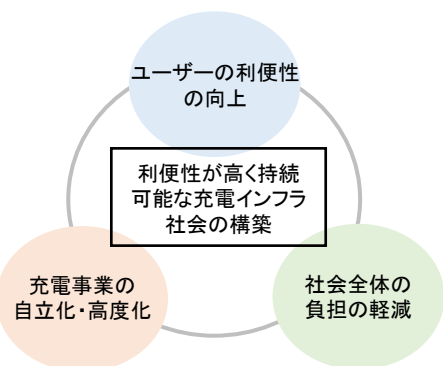 ユーザーの利便性
の向上
利便性が高く持続
可能な充電インフラ
社会の構築
充電事業の
自立化・高度化
社会全体の
負担の軽減